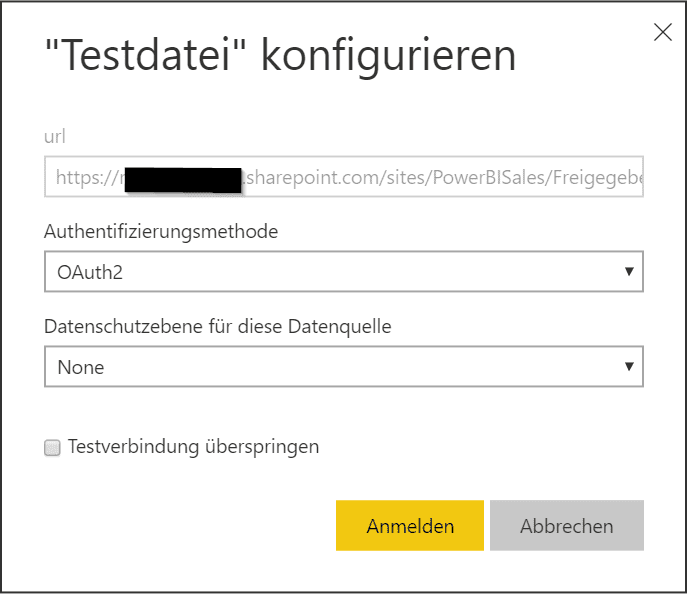 "Testdatei" konfigurieren
url
https://r .sharepoint.com/sites/PowerBISales/Freigegebe
Authentifizierungsmethode
OAuth2
Datenschutzebene für diese Datenquelle
None
Testverbindung überspringen
Anmelden Abbrechen